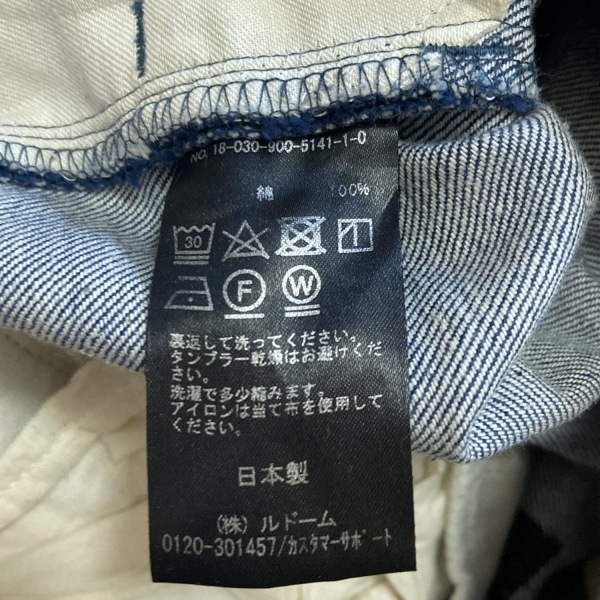 NO. 18-030-900-5141-1-0
綿 100%
30
F W
裏返して洗ってください。
タンブラー乾燥はお避けくだ
さい。
洗濯で多少縮みます。
アイロンは当て布を使用して
ください。
日本製
(株) ルドーム
0120-301457/カスタマーサポート